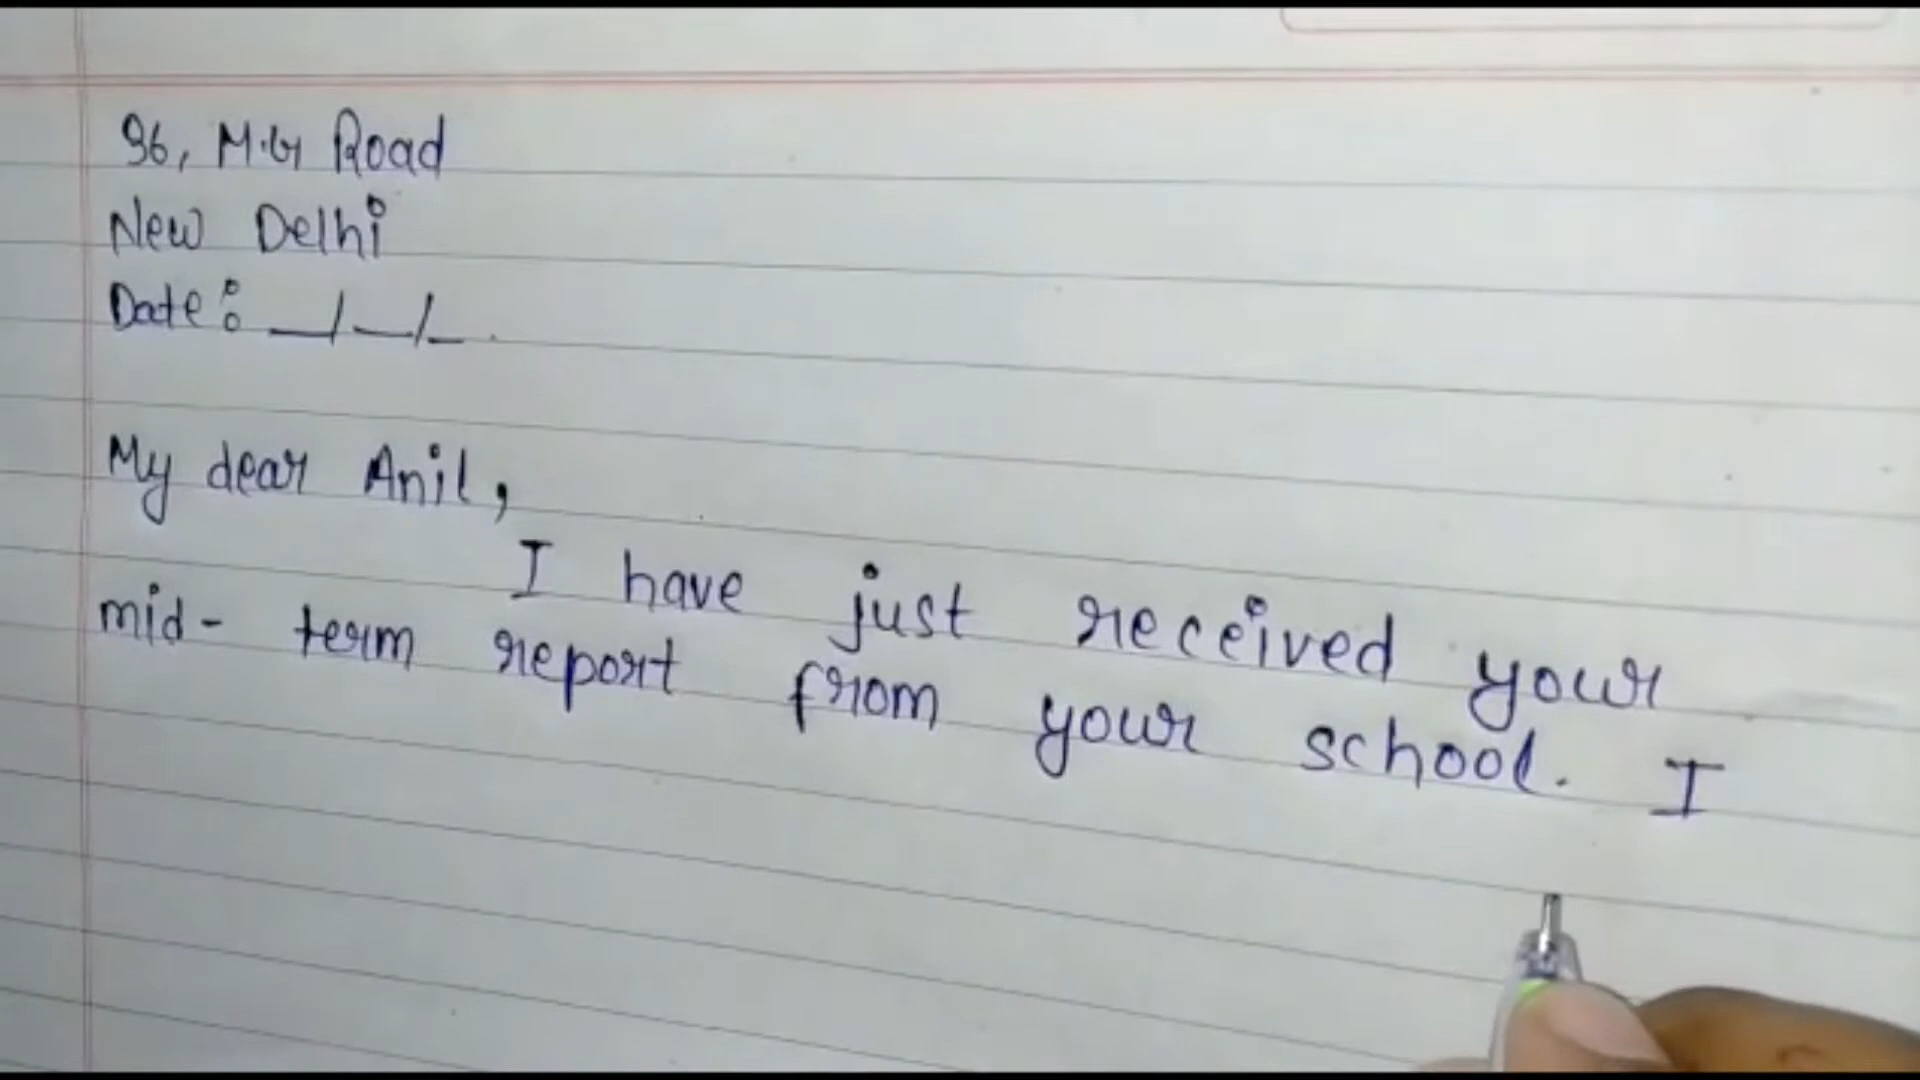 96, M.G Road
New Delhi
Date: __/__/__.
My dear Anil,
I have just received your
mid- term report from your school. I